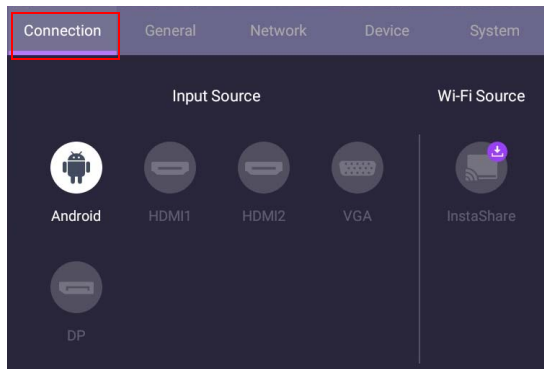 Connection General Network Device System
Input Source Wi-Fi Source
Android HDMI1 HDMI2 VGA InstaShare
DP